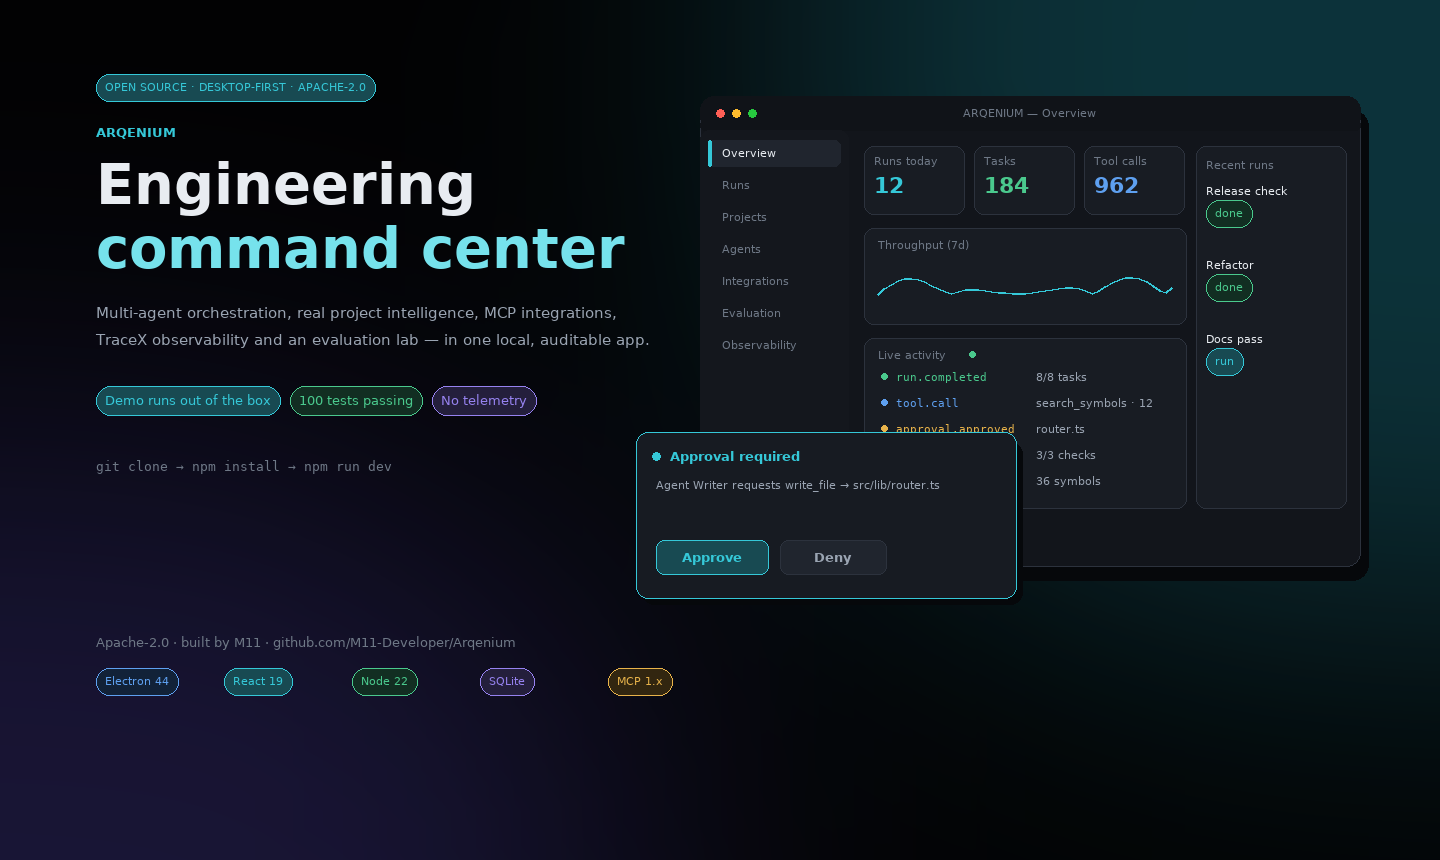 OPEN SOURCE · DESKTOP-FIRST · APACHE-2.0
ARQENIUM
Engineering
command center
Multi-agent orchestration, real project intelligence, MCP integrations,
TraceX observability and an evaluation lab — in one local, auditable app.
Demo runs out of the box
100 tests passing
No telemetry
git clone → npm install → npm run dev
Apache-2.0 · built by M11 · github.com/M11-Developer/Arqenium
Electron 44
React 19
Node 22
SQLite
MCP 1.x
ARQENIUM — Overview
Overview
Runs
Projects
Agents
Integrations
Evaluation
Observability
Runs today
12
Tasks
184
Tool calls
962
Throughput (7d)
Live activity
run.completed 8/8 tasks
tool.call search_symbols · 12
approval.approved router.ts
3/3 checks
36 symbols
Recent runs
Release check
done
Refactor
done
Docs pass
run
Approval required
Agent Writer requests write_file → src/lib/router.ts
Approve
Deny